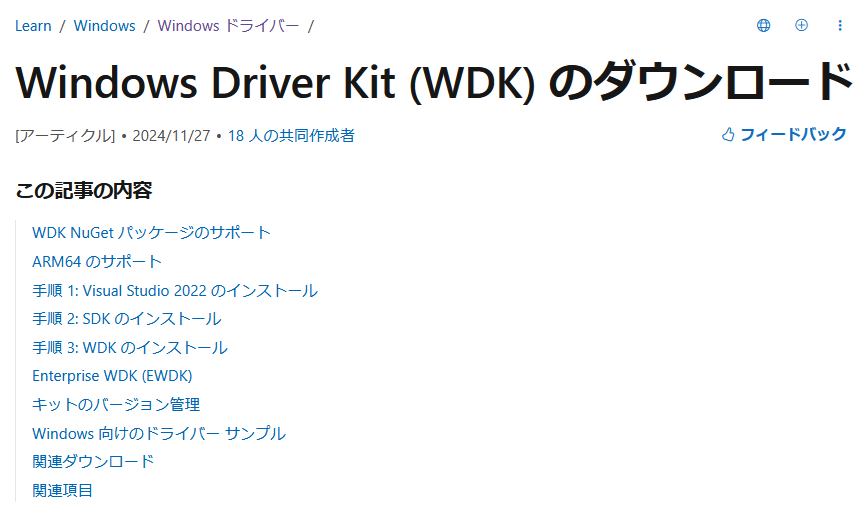 Learn / Windows / Windows ドライバー /
Windows Driver Kit (WDK) のダウンロード
[アーティクル] • 2024/11/27 • 18 人の共同作成者
フィードバック
この記事の内容
WDK NuGet パッケージのサポート
ARM64 のサポート
手順 1: Visual Studio 2022 のインストール
手順 2: SDK のインストール
手順 3: WDK のインストール
Enterprise WDK (EWDK)
キットのバージョン管理
Windows 向けのドライバー サンプル
関連ダウンロード
関連項目